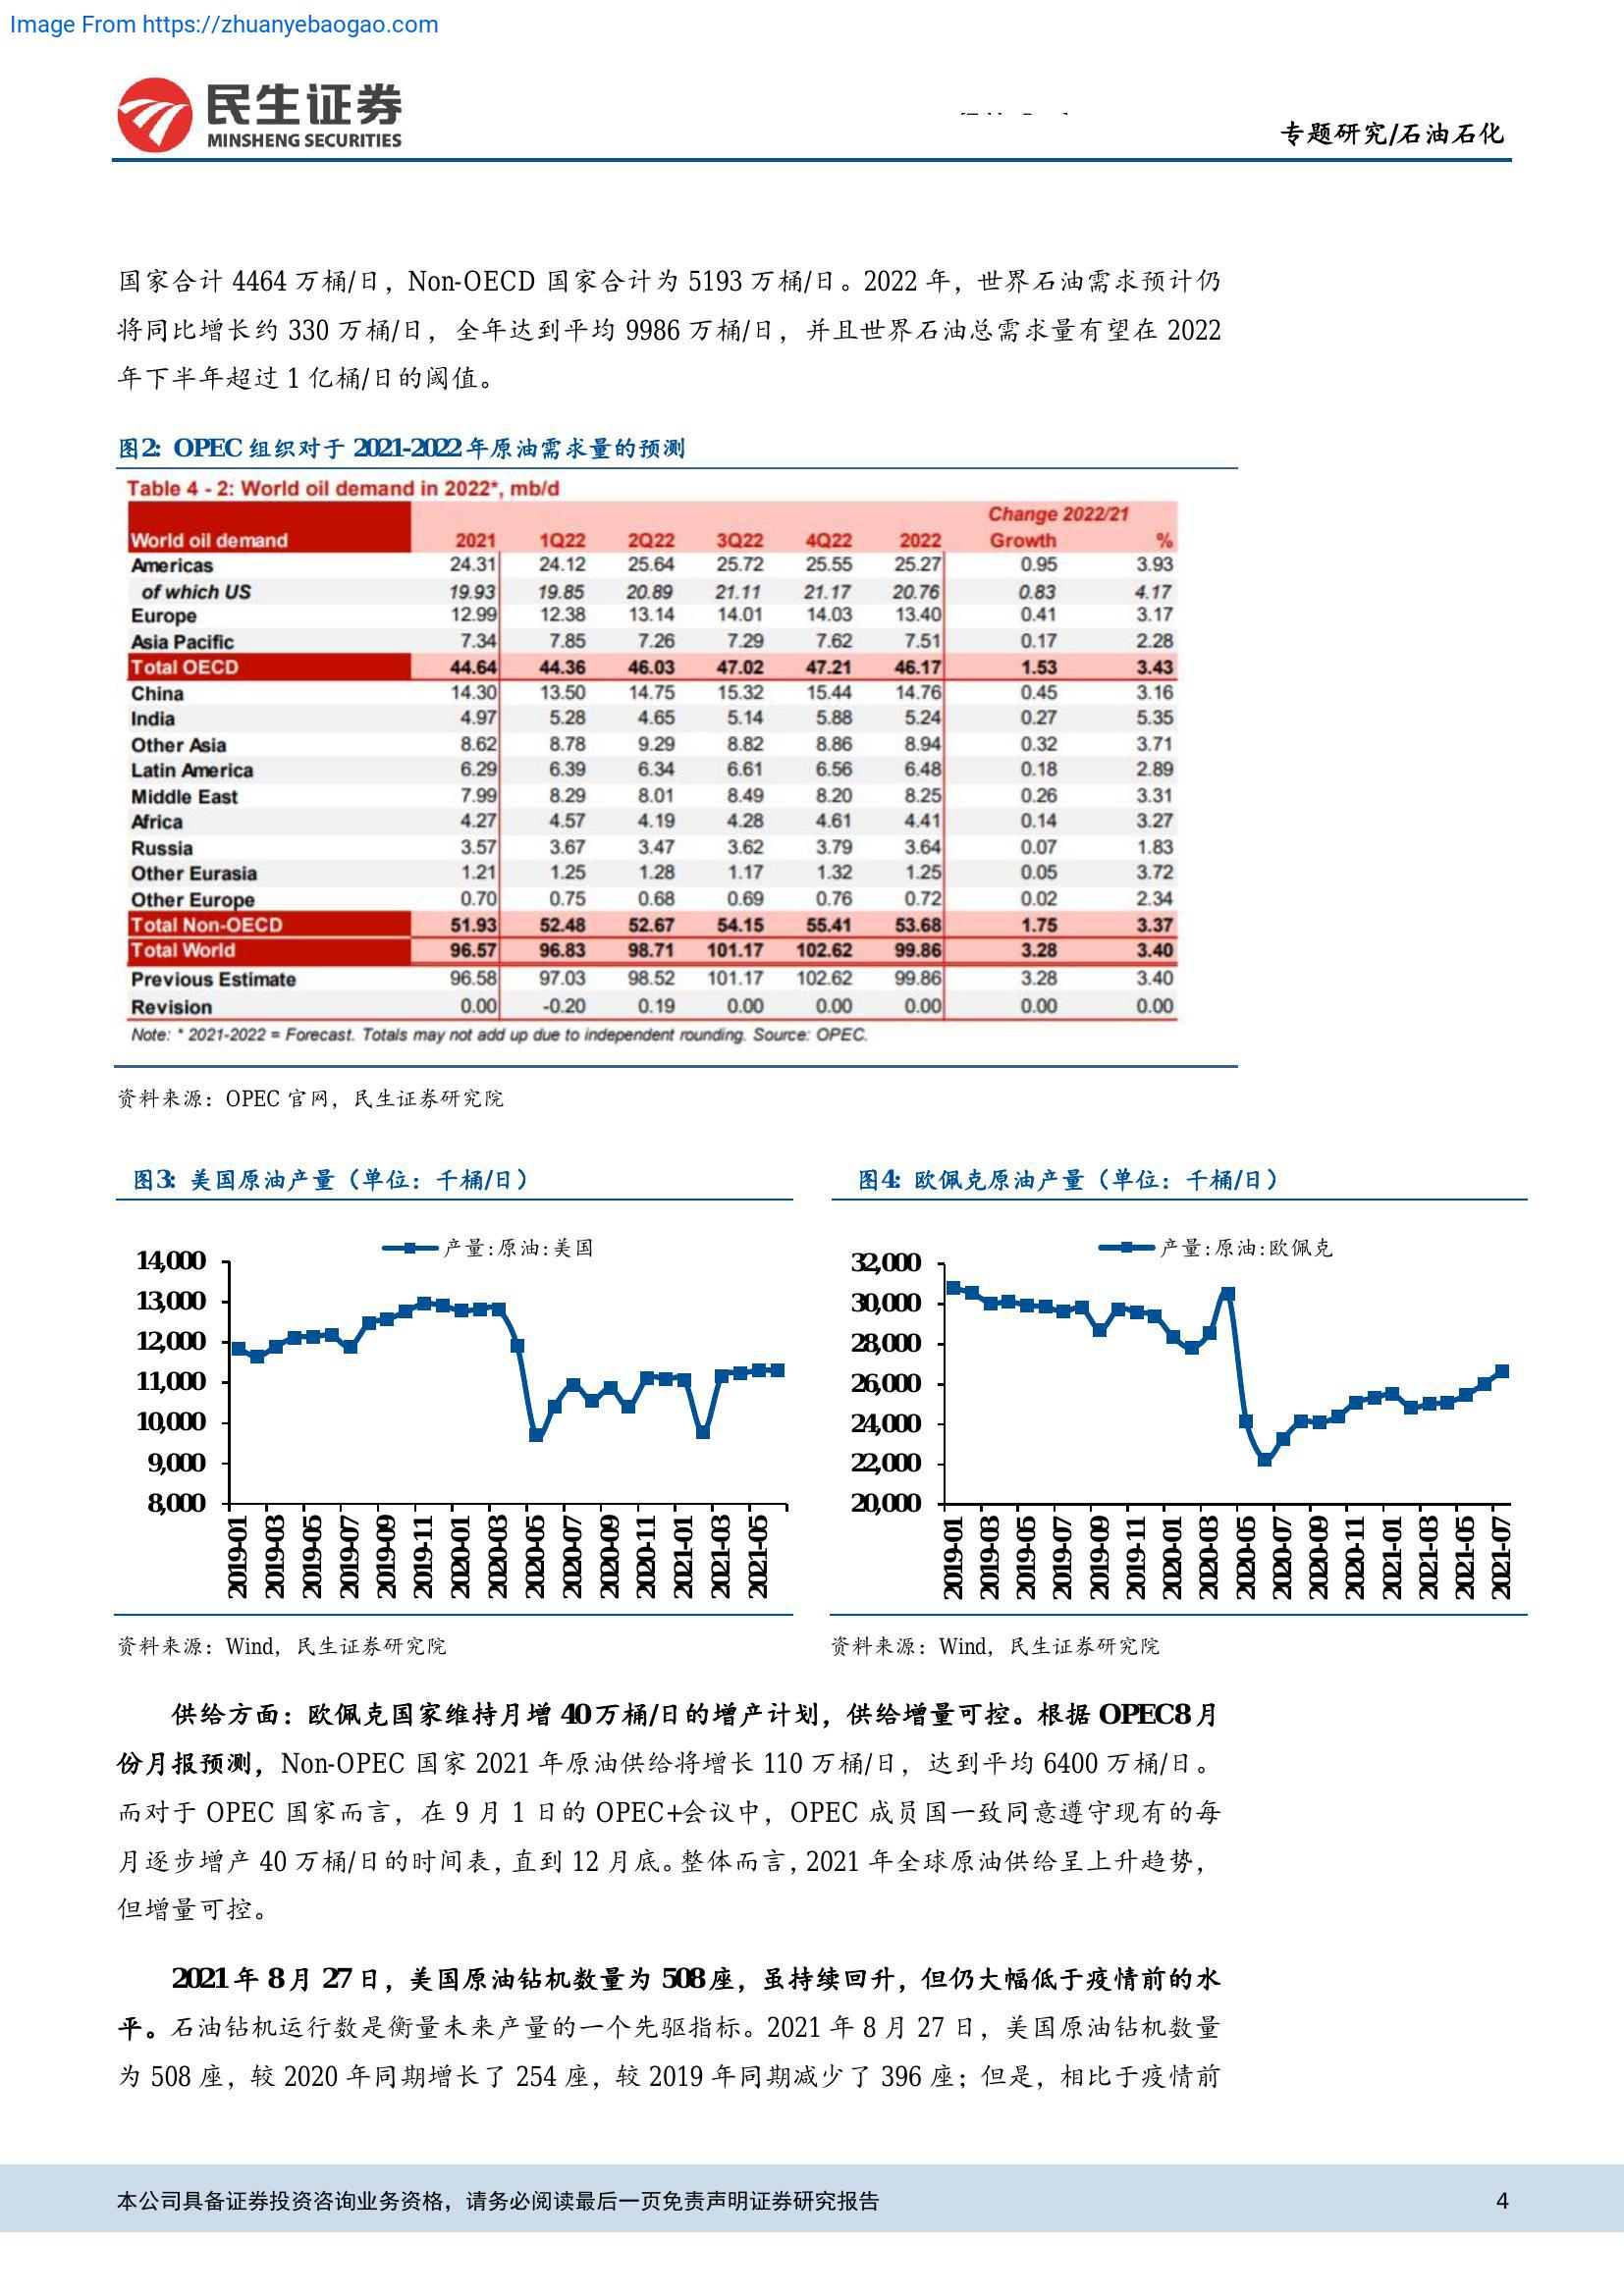 Image From https://zhuanyebaogao.com
民生证券
MINSHENG SECURITIES
专题研究/石油石化
国家合计 4464 万桶/日，Non-OECD 国家合计为 5193 万桶/日。2022 年，世界石油需求预计仍
将同比增长约 330 万桶/日，全年达到平均 9986 万桶/日，并且世界石油总需求量有望在 2022
年下半年超过 1 亿桶/日的阈值。
图2: OPEC 组织对于 2021-2022 年原油需求量的预测
Table 4 - 2: World oil demand in 2022*, mb/d
Change 2022/21
World oil demand 2021 1Q22 2Q22 3Q22 4Q22 2022 Growth %
Americas 24.31 24.12 25.64 25.72 25.55 25.27 0.95 3.93
of which US 19.93 19.85 20.89 21.11 21.17 20.76 0.83 4.17
Europe 12.99 12.38 13.14 14.01 14.03 13.40 0.41 3.17
Asia Pacific 7.34 7.85 7.26 7.29 7.62 7.51 0.17 2.28
Total OECD 44.64 44.36 46.03 47.02 47.21 46.17 1.53 3.43
China 14.30 13.50 14.75 15.32 15.44 14.76 0.45 3.16
India 4.97 5.28 4.65 5.14 5.88 5.24 0.27 5.35
Other Asia 8.62 8.78 9.29 8.82 8.86 8.94 0.32 3.71
Latin America 6.29 6.39 6.34 6.61 6.56 6.48 0.18 2.89
Middle East 7.99 8.29 8.01 8.49 8.20 8.25 0.26 3.31
Africa 4.27 4.57 4.19 4.28 4.61 4.41 0.14 3.27
Russia 3.57 3.67 3.47 3.62 3.79 3.64 0.07 1.83
Other Eurasia 1.21 1.25 1.28 1.17 1.32 1.25 0.05 3.72
Other Europe 0.70 0.75 0.68 0.69 0.76 0.72 0.02 2.34
Total Non-OECD 51.93 52.48 52.67 54.15 55.41 53.68 1.75 3.37
Total World 96.57 96.83 98.71 101.17 102.62 99.86 3.28 3.40
Previous Estimate 96.58 97.03 98.52 101.17 102.62 99.86 3.28 3.40
Revision 0.00 -0.20 0.19 0.00 0.00 0.00 0.00 0.00
Note: * 2021-2022 = Forecast. Totals may not add up due to independent rounding. Source: OPEC.
资料来源：OPEC 官网，民生证券研究院
图3: 美国原油产量（单位：千桶/日）
产量:原油:美国
14,000
13,000
12,000
11,000
10,000
9,000
8,000
2019-01 2019-03 2019-05 2019-07 2019-09 2019-11 2020-01 2020-03 2020-05 2020-07 2020-09 2020-11 2021-01 2021-03 2021-05
资料来源：Wind，民生证券研究院
图4: 欧佩克原油产量（单位：千桶/日）
产量:原油:欧佩克
32,000
30,000
28,000
26,000
24,000
22,000
20,000
2019-01 2019-03 2019-05 2019-07 2019-09 2019-11 2020-01 2020-03 2020-05 2020-07 2020-09 2020-11 2021-01 2021-03 2021-05 2021-07
资料来源：Wind，民生证券研究院
供给方面：欧佩克国家维持月增 40 万桶/日的增产计划，供给增量可控。根据 OPEC8 月
份月报预测，Non-OPEC 国家 2021 年原油供给将增长 110 万桶/日，达到平均 6400 万桶/日。
而对于 OPEC 国家而言，在 9 月 1 日的 OPEC+会议中，OPEC 成员国一致同意遵守现有的每
月逐步增产 40 万桶/日的时间表，直到 12 月底。整体而言，2021 年全球原油供给呈上升趋势，
但增量可控。
2021 年 8 月 27 日，美国原油钻机数量为 508 座，虽持续回升，但仍大幅低于疫情前的水
平。石油钻机运行数是衡量未来产量的一个先驱指标。2021 年 8 月 27 日，美国原油钻机数量
为 508 座，较 2020 年同期增长了 254 座，较 2019 年同期减少了 396 座；但是，相比于疫情前
本公司具备证券投资咨询业务资格，请务必阅读最后一页免责声明证券研究报告 4